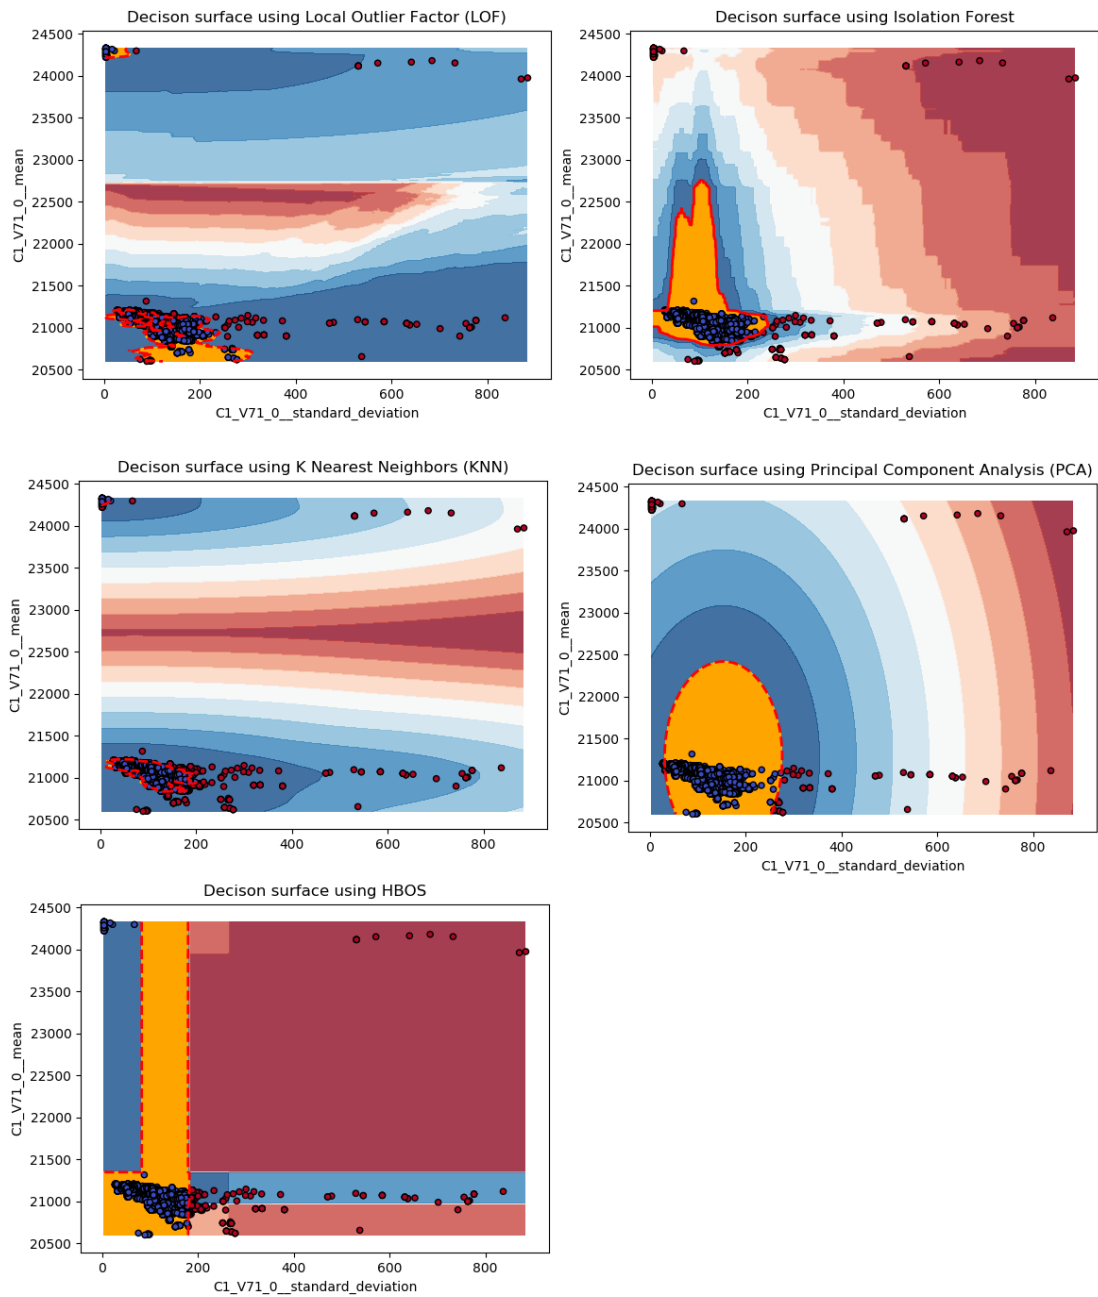 Decison surface using Local Outlier Factor (LOF)
24500
24000
23500
23000
22500
22000
21500
21000
20500
C1_V71_0__mean
0 200 400 600 800
C1_V71_0__standard_deviation
Decison surface using Isolation Forest
24500
24000
23500
23000
22500
22000
21500
21000
20500
C1_V71_0__mean
0 200 400 600 800
C1_V71_0__standard_deviation
Decison surface using K Nearest Neighbors (KNN)
24500
24000
23500
23000
22500
22000
21500
21000
20500
C1_V71_0__mean
0 200 400 600 800
C1_V71_0__standard_deviation
Decison surface using Principal Component Analysis (PCA)
24500
24000
23500
23000
22500
22000
21500
21000
20500
C1_V71_0__mean
0 200 400 600 800
C1_V71_0__standard_deviation
Decison surface using HBOS
24500
24000
23500
23000
22500
22000
21500
21000
20500
C1_V71_0__mean
0 200 400 600 800
C1_V71_0__standard_deviation